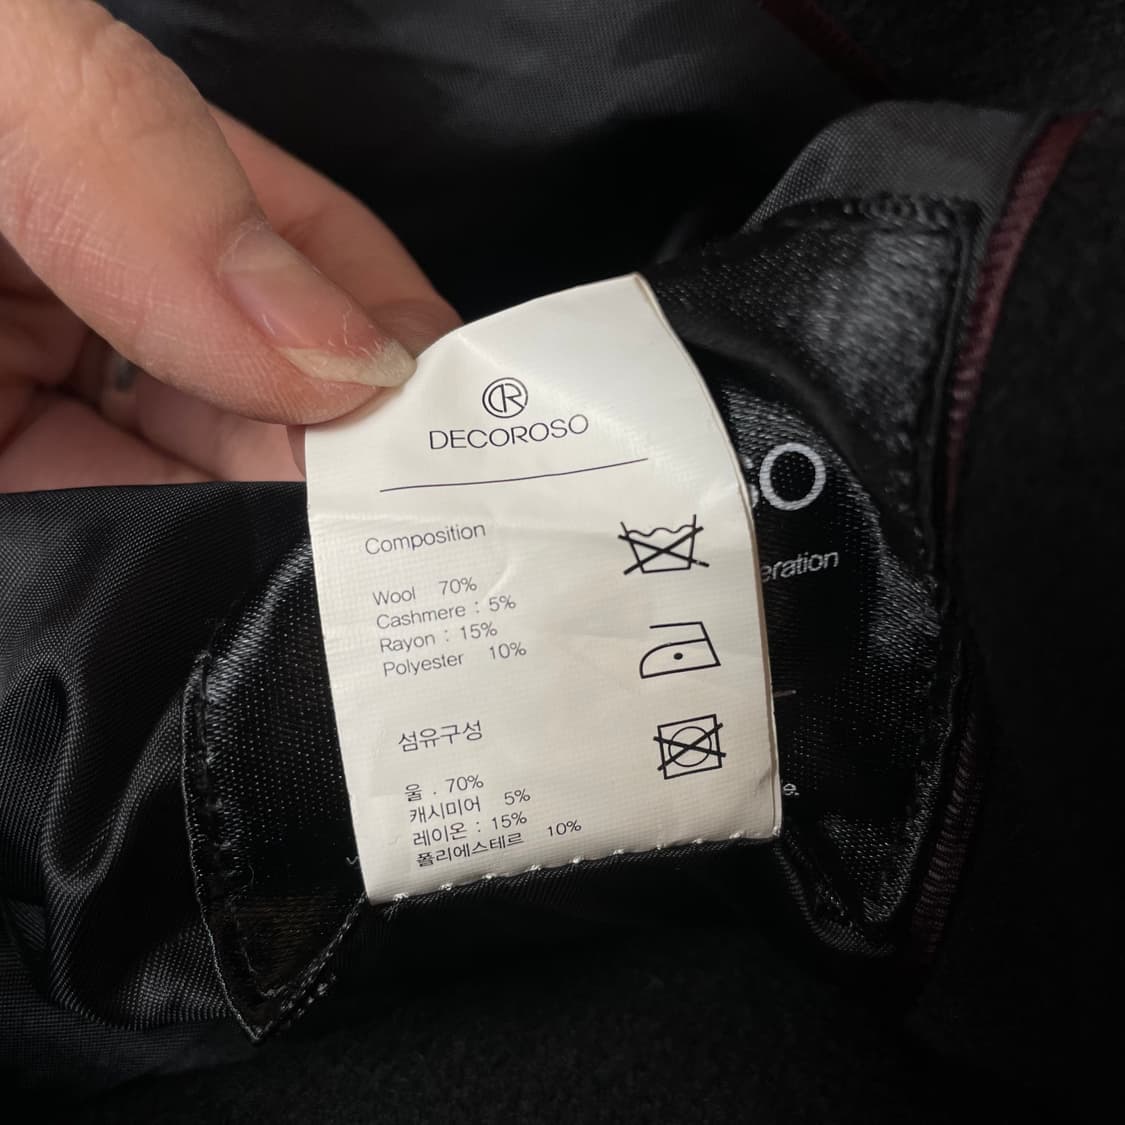 DECOROSO
Composition
Wool 70%
Cashmere : 5%
Rayon : 15%
Polyester 10%
섬유구성
울 . 70%
캐시미어 5%
레이온 : 15%
폴리에스테르 10%